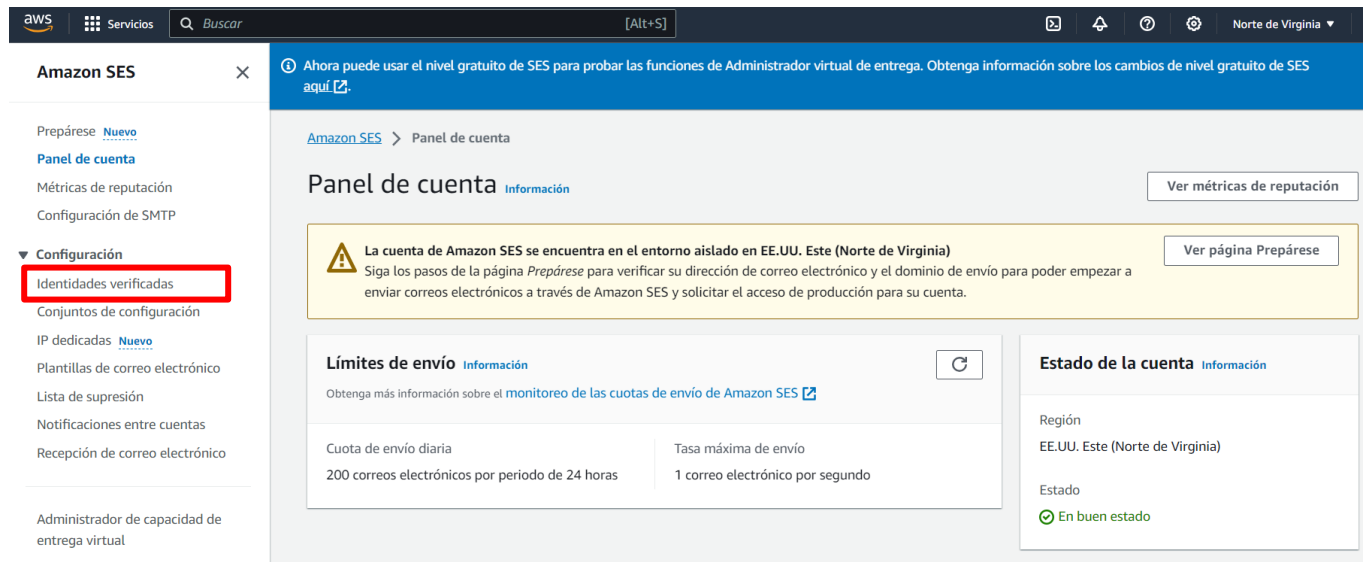 aws
Servicios
Buscar
[Alt+S]
Norte de Virginia
Amazon SES
Prepárese Nuevo
Panel de cuenta
Métricas de reputación
Configuración de SMTP
Configuración
Identidades verificadas
Conjuntos de configuración
IP dedicadas Nuevo
Plantillas de correo electrónico
Lista de supresión
Notificaciones entre cuentas
Recepción de correo electrónico
Administrador de capacidad de
entrega virtual
Ahora puede usar el nivel gratuito de SES para probar las funciones de Administrador virtual de entrega. Obtenga información sobre los cambios de nivel gratuito de SES
aquí.
Amazon SES > Panel de cuenta
Panel de cuenta Información
Ver métricas de reputación
La cuenta de Amazon SES se encuentra en el entorno aislado en EE.UU. Este (Norte de Virginia)
Siga los pasos de la página Prepárese para verificar su dirección de correo electrónico y el dominio de envío para poder empezar a
enviar correos electrónicos a través de Amazon SES y solicitar el acceso de producción para su cuenta.
Ver página Prepárese
Límites de envío Información
Obtenga más información sobre el monitoreo de las cuotas de envío de Amazon SES
Cuota de envío diaria
200 correos electrónicos por periodo de 24 horas
Tasa máxima de envío
1 correo electrónico por segundo
Estado de la cuenta Información
Región
EE.UU. Este (Norte de Virginia)
Estado
En buen estado